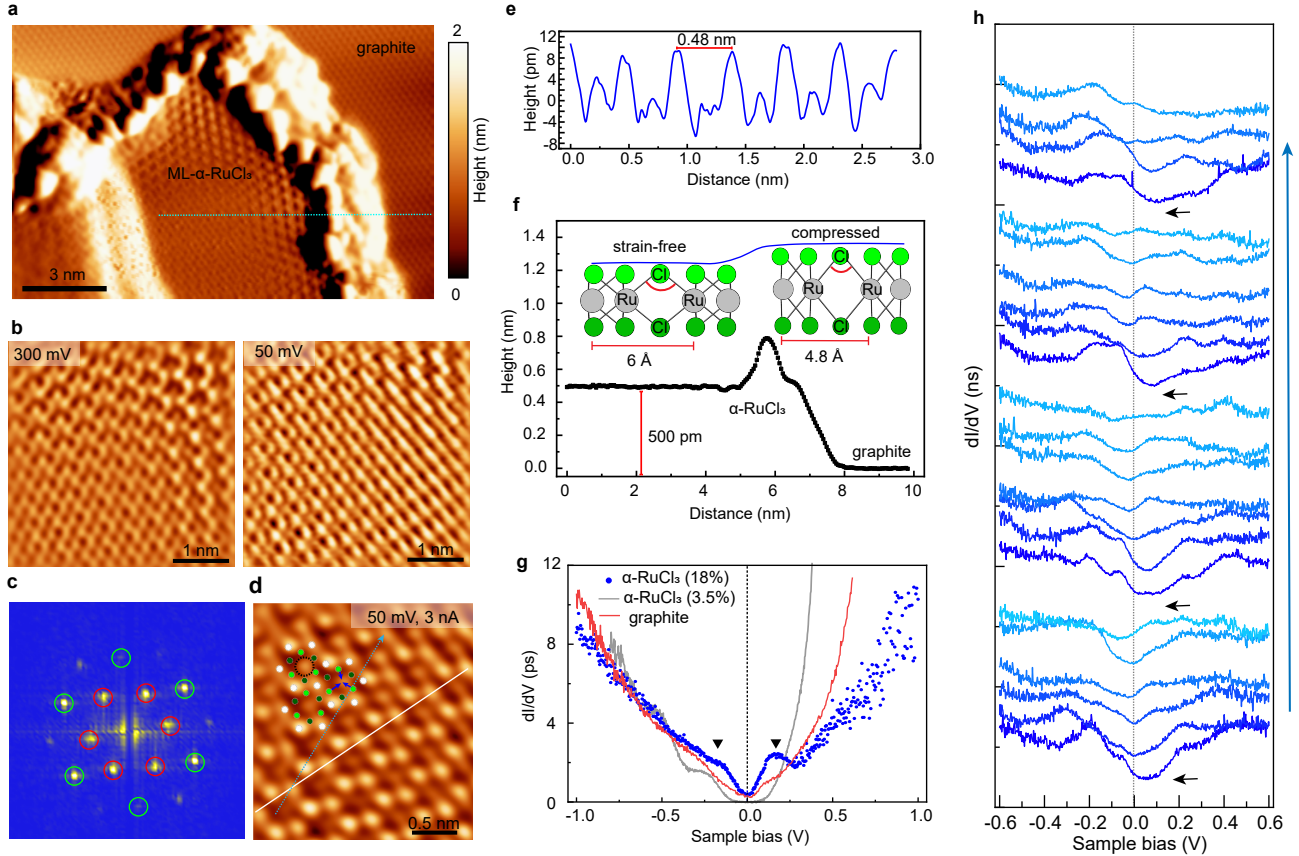 a
graphite
ML-α-RuCl₃
3 nm
2
Height (nm)
0
b
300 mV
1 nm
50 mV
1 nm
c
d
50 mV, 3 nA
0.5 nm
e
0.48 nm
Height (pm)
12
8
4
0
-4
-8
0.0 0.5 1.0 1.5 2.0 2.5 3.0
Distance (nm)
f
strain-free
compressed
Cl
Ru
Ru
Cl
6 Å
Cl
Ru
Ru
Cl
4.8 Å
Height (nm)
1.4
1.2
1.0
0.8
0.6
0.4
0.2
0.0
α-RuCl₃
500 pm
graphite
0 2 4 6 8 10
Distance (nm)
g
α-RuCl₃ (18%)
α-RuCl₃ (3.5%)
graphite
dI/dV (ps)
12
8
4
0
-1.0 -0.5 0.0 0.5 1.0
Sample bias (V)
h
dI/dV (ns)
-0.6 -0.4 -0.2 0.0 0.2 0.4 0.6
Sample bias (V)